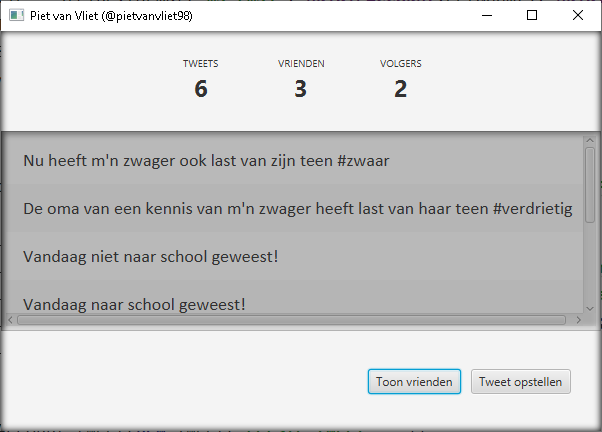 Piet van Vliet (@pietvanvliet98)
TWEETS VRIENDEN VOLGERS
6 3 2
Nu heeft m'n zwager ook last van zijn teen #zwaar
De oma van een kennis van m'n zwager heeft last van haar teen #verdrietig
Vandaag niet naar school geweest!
Vandaag naar school geweest!
Toon vrienden Tweet opstellen